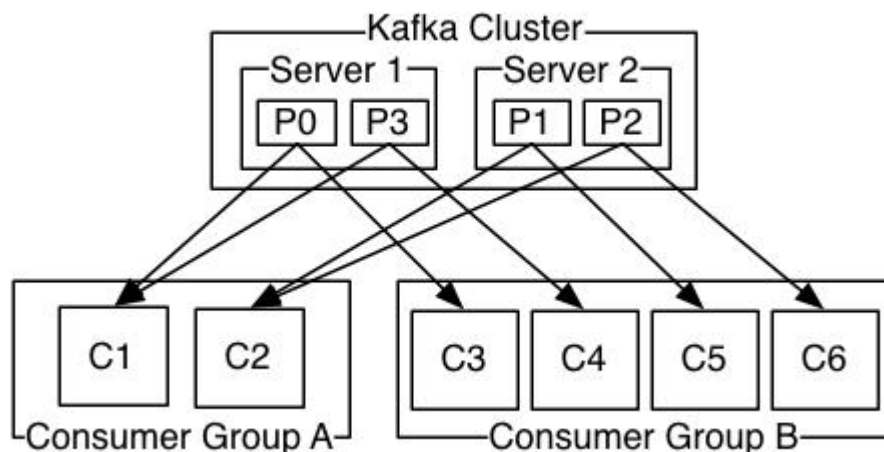 Kafka Cluster
Server 1
Server 2
P0
P3
P1
P2
C1
C2
C3
C4
C5
C6
Consumer Group A
Consumer Group B